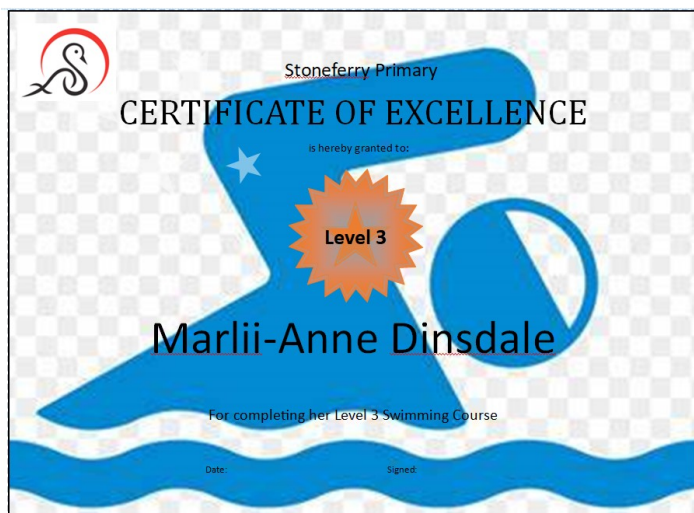 Stoneferry Primary
CERTIFICATE OF EXCELLENCE
is hereby granted to:
Level 3
Marlii-Anne Dinsdale
For completing her Level 3 Swimming Course
Date: Signed: